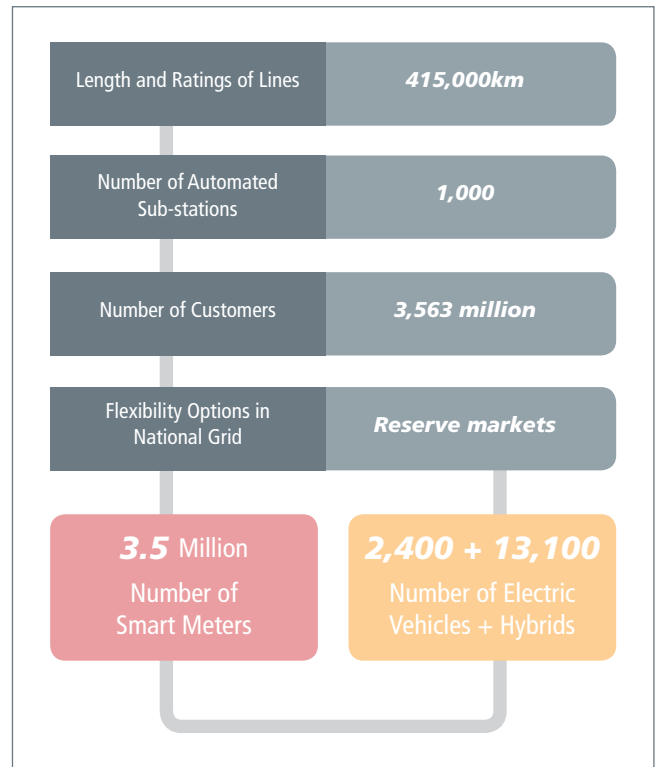 Length and Ratings of Lines
415,000km
Number of Automated
Sub-stations
1,000
Number of Customers
3,563 million
Flexibility Options in
National Grid
Reserve markets
3.5 Million
Number of
Smart Meters
2,400 + 13,100
Number of Electric
Vehicles + Hybrids